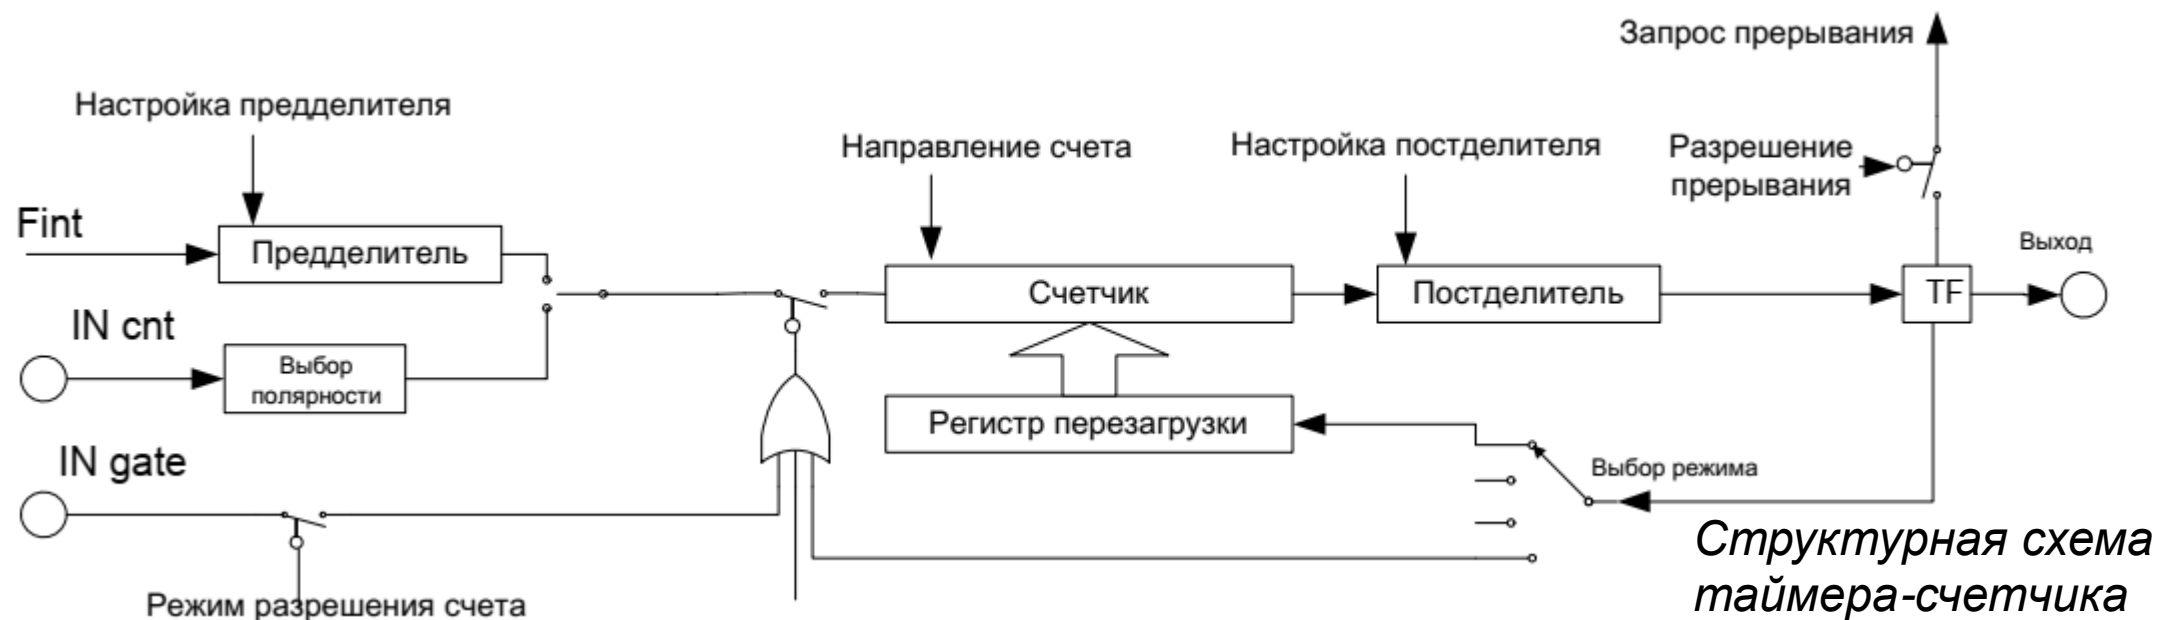 Запрос прерывания
Настройка предделителя
Направление счета
Настройка постделителя
Разрешение
прерывания
Fint
Предделитель
Выход
Счетчик
Постделитель
TF
IN cnt
Выбор
полярности
Регистр перезагрузки
IN gate
Выбор режима
Структурная схема
таймера-счетчика
Режим разрешения счета